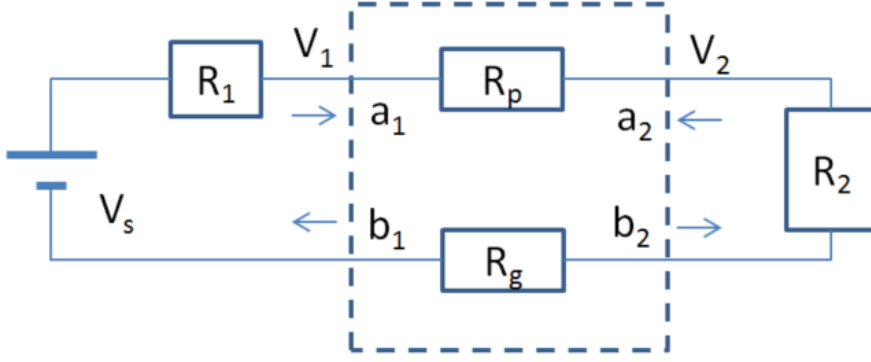 V₁ V₂
R₁ Rₚ
a₁ a₂
R₂
Vₛ
b₁ b₂
R_g